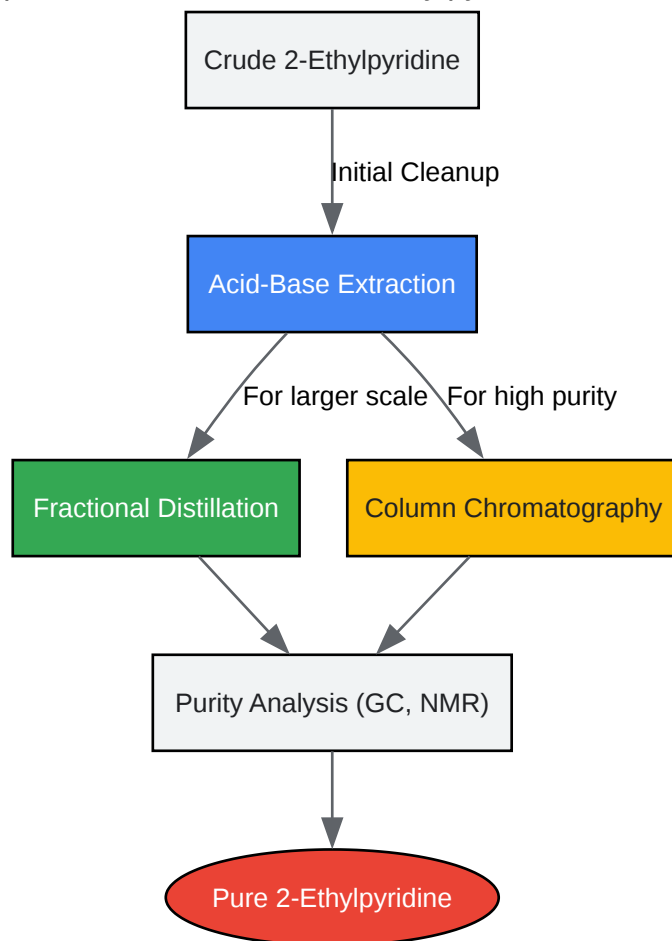 Crude 2-Ethylpyridine
Initial Cleanup
Acid-Base Extraction
For larger scale
For high purity
Fractional Distillation
Column Chromatography
Purity Analysis (GC, NMR)
Pure 2-Ethylpyridine